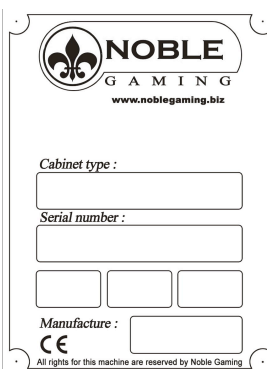 NOBLE
GAMING
www.noblegaming.biz
Cabinet type :
Serial number :
Manufacture :
CE
All rights for this machine are reserved by Noble Gaming